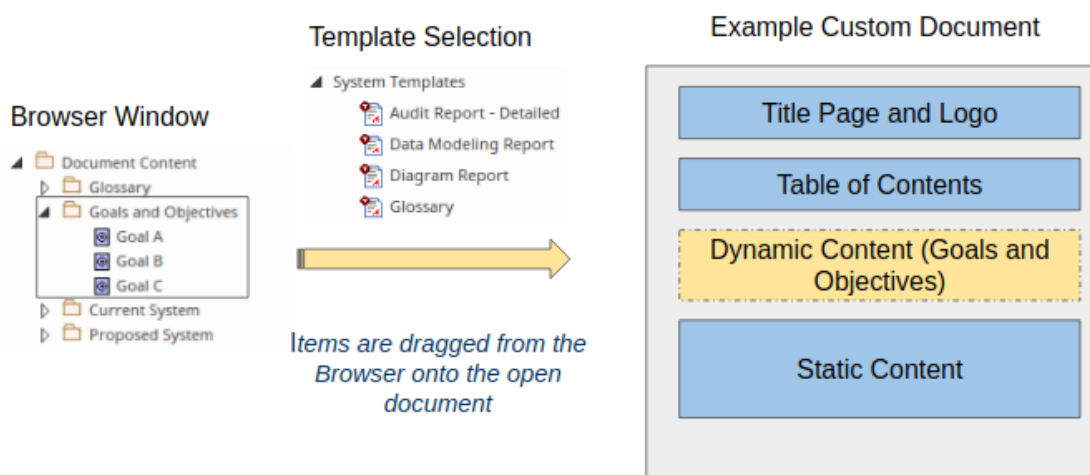 Browser Window
Document Content
Glossary
Goals and Objectives
Goal A
Goal B
Goal C
Current System
Proposed System
Template Selection
System Templates
Audit Report - Detailed
Data Modeling Report
Diagram Report
Glossary
Items are dragged from the
Browser onto the open
document
Example Custom Document
Title Page and Logo
Table of Contents
Dynamic Content (Goals and
Objectives)
Static Content